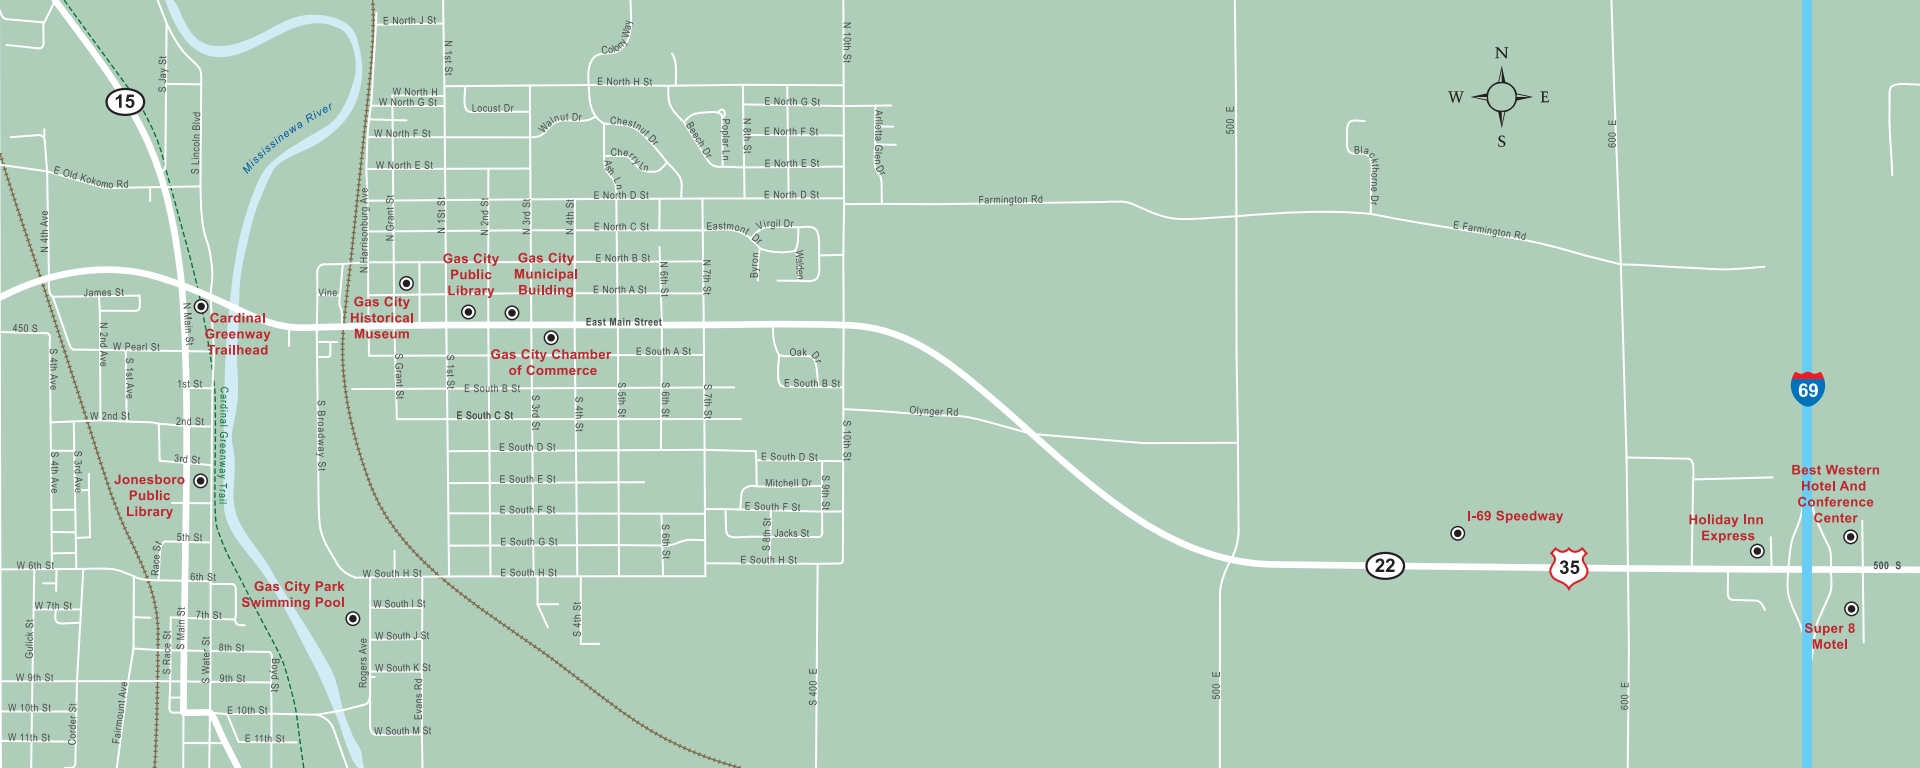 E North J St
N 1st St
Colony Way
N 10th St
N
W
E
S
S Jay St
15
S Lincoln Blvd
Mississinewa River
E North H St
W North H
W North G St
Locust Dr
W North F St
Walnut Dr
Chestnut Dr
Cherry Ln
Ash Ln
Beech Dr
Poplar Ln
N 8th St
E North G St
E North F St
E North E St
E North D St
Arlietta Glen Dr
500 E
600 E
Blackthorne Dr
W North E St
E Old Kokomo Rd
N 4th Ave
N Harrisonburg Ave
N Grant St
N 1St St
N 2nd St
N 3rd St
N 4th St
E North D St
E North C St
Eastmont Dr
Virgil Dr
Byron
Walden
Farmington Rd
E Farmington Rd
E North B St
N 6th St
N 7th St
E North A St
Gas City
Public
Library
Gas City
Municipal
Building
Vine
Gas City
Historical
Museum
East Main Street
James St
N Main St
Cardinal
Greenway
Trailhead
450 S
N 2nd Ave
W Pearl St
S 4th Ave
S 1st Ave
1st St
S Grant St
S 1st St
Gas City Chamber
of Commerce
E South A St
Oak Dr
E South B St
E South B St
S 5th St
S 6th St
S 7th St
S 3rd St
S 4th St
E South C St
Olynger Rd
69
W 2nd St
2nd St
Cardinal Greenway Trail
S Broadway St
S 10th St
S 4th Ave
S 3rd Ave
3rd St
E South D St
E South D St
Jonesboro
Public
Library
E South E St
Mitchell Dr
S 9th St
E South F St
E South F St
S 8th St
Jacks St
S 6th St
E South G St
E South H St
Best Western
Hotel And
Conference
Center
I-69 Speedway
Holiday Inn
Express
5th St
Race St
W 6th St
6th St
W South H St
E South H St
22
35
500 S
Gas City Park
Swimming Pool
W 7th St
7th St
W South I St
S 4th St
Super 8
Motel
Gulick St
S Main St
S Race St
S Water St
8th St
Boyd St
Rogers Ave
W South J St
W South K St
W 9th St
9th St
Evans Rd
S 400 E
500 E
600 E
W 10th St
Corder St
Fairmount Ave
E 10th St
W 11th St
E 11th St
W South M St